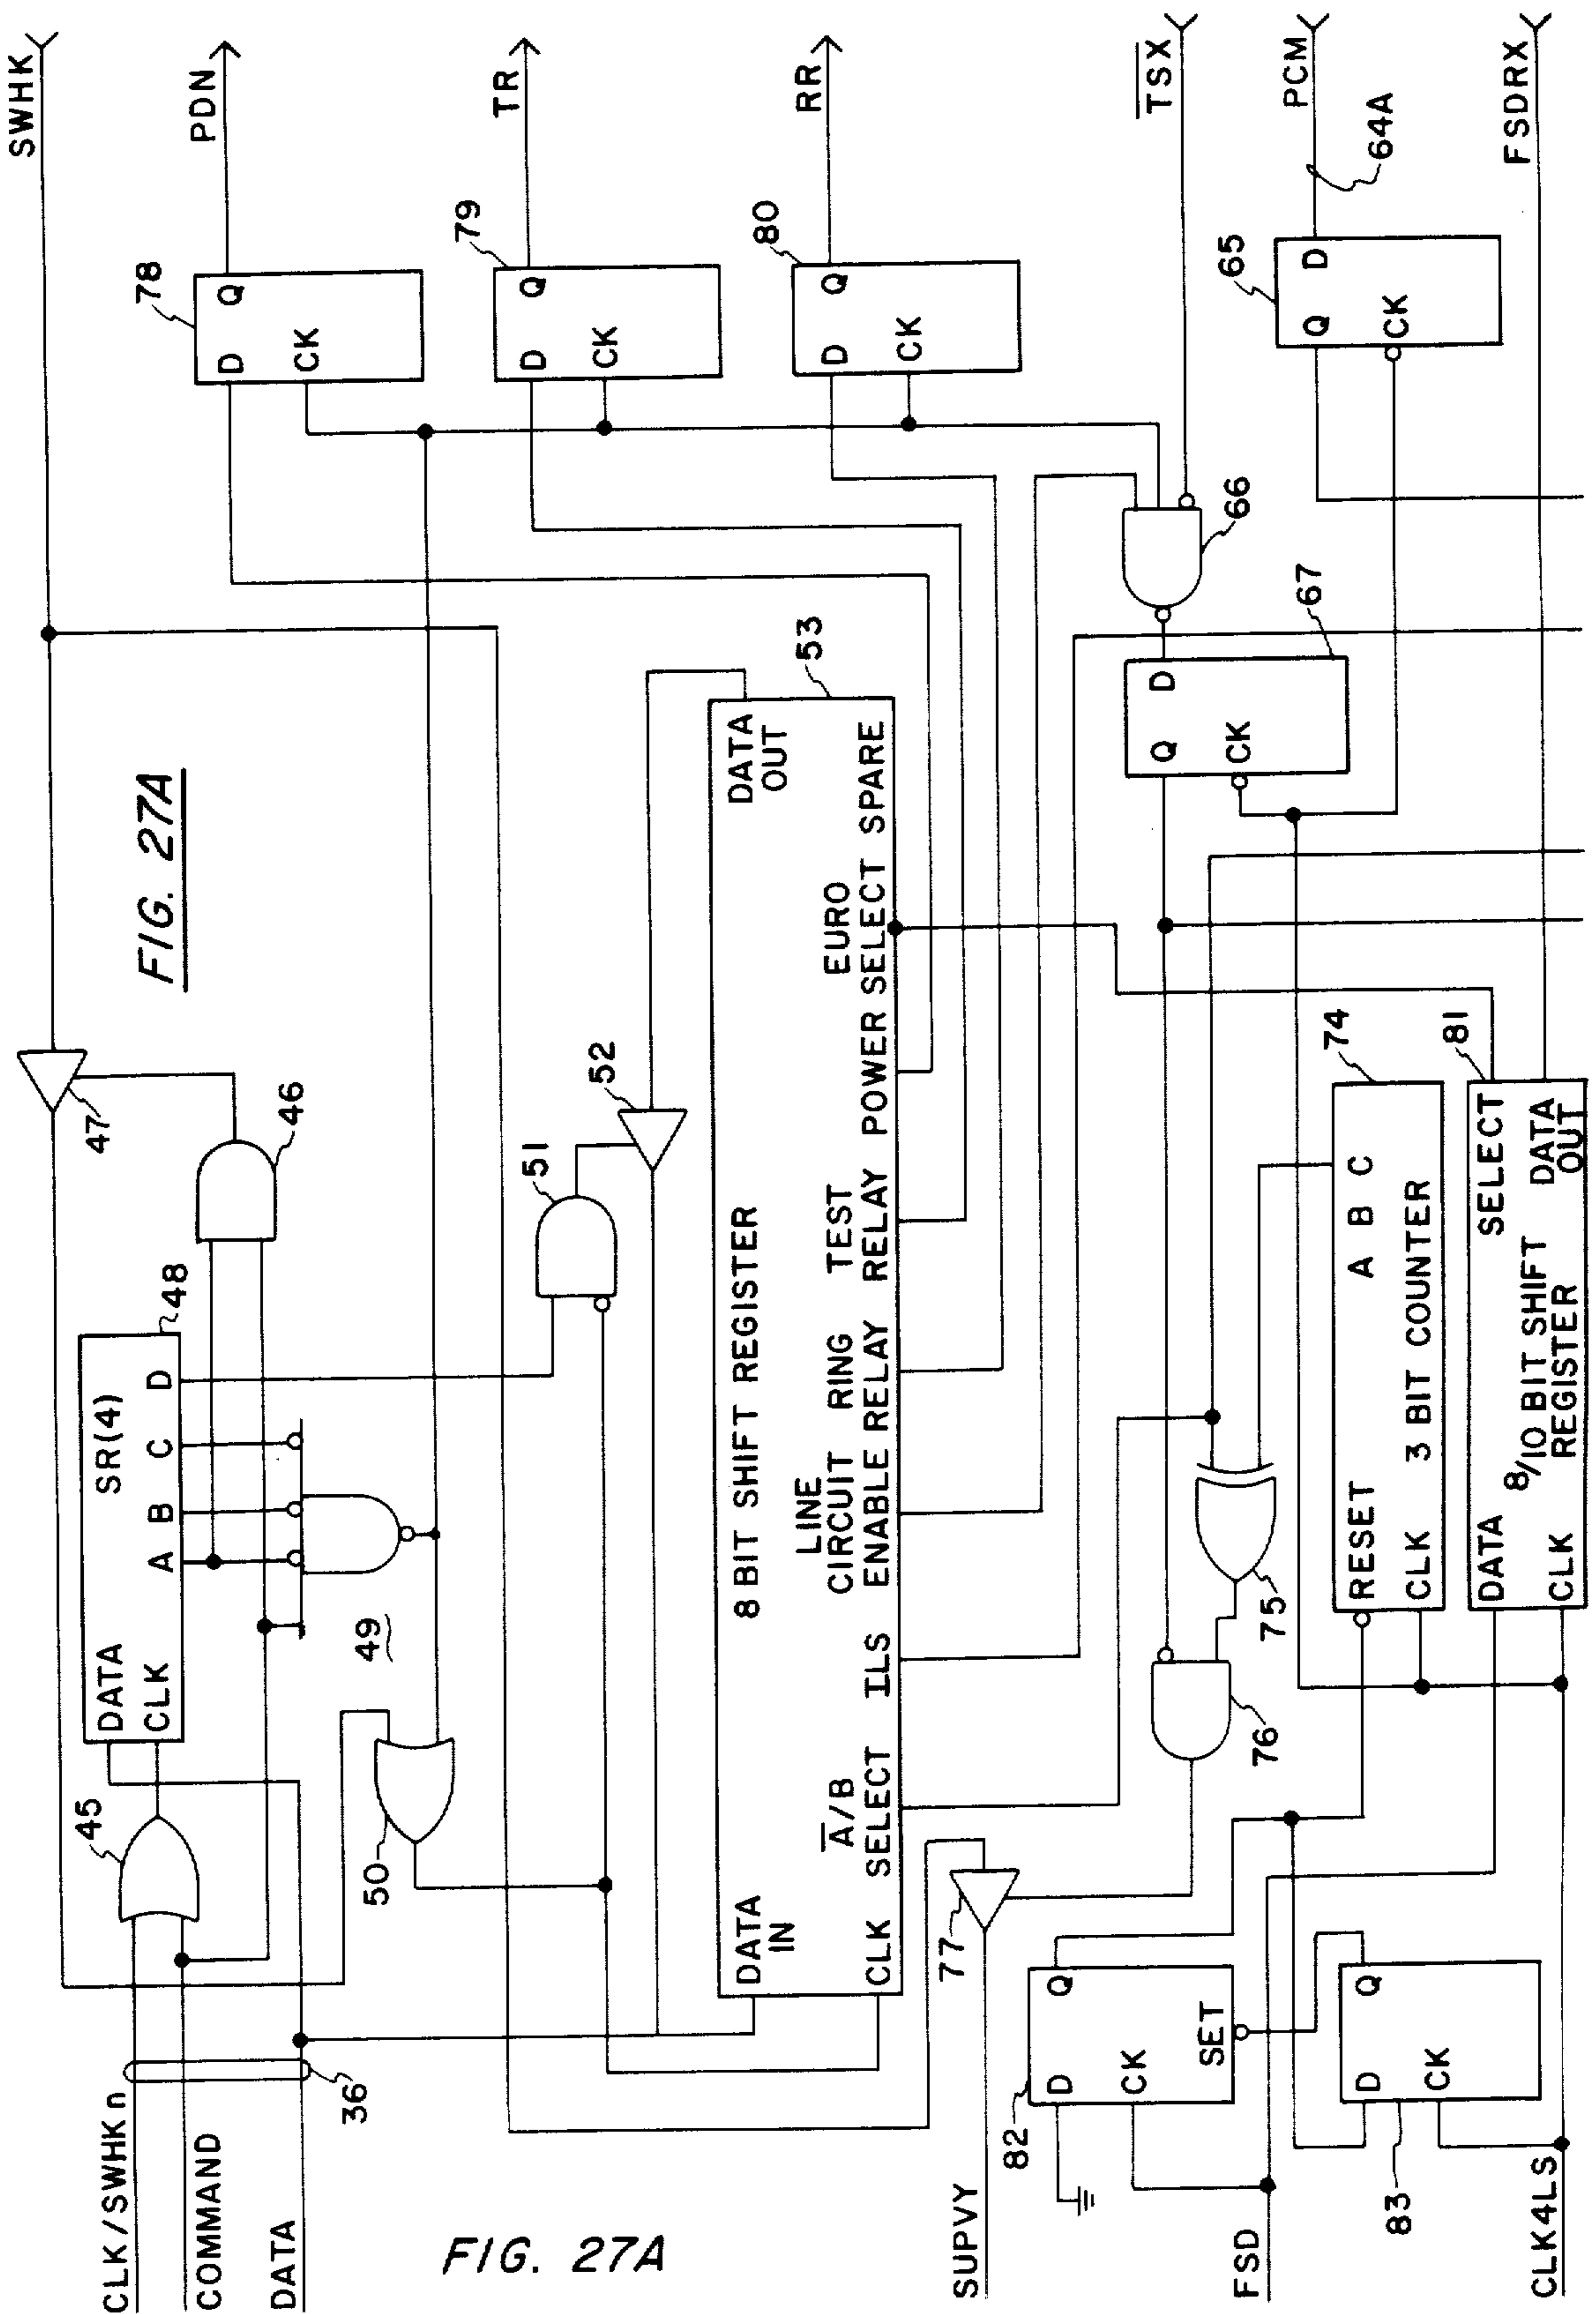 FIG. 27A
SWHK
PDN
TR
RR
TSX
PCM
FSDRX
64A
78
D Q
CK
79
D Q
CK
80
D Q
CK
65
Q D
CK
66
67
Q D
CK
47
46
48
SR(4)
DATA
CLK
A B C D
45
49
50
51
52
53
8 BIT SHIFT REGISTER
DATA IN
CLK
DATA OUT
A/B SELECT
ILS
LINE CIRCUIT ENABLE
RING RELAY
TEST RELAY
POWER
EURO SELECT
SELECT
SPARE
74
RESET
A B C
CLK 3 BIT COUNTER
75
76
77
81
DATA
SELECT
8/10 BIT SHIFT REGISTER
DATA OUT
CLK
82
D Q
CK
SET
83
D Q
CK
36
CLK/SWHKn
COMMAND
DATA
SUPVY
FSD
CLK4LS
FIG. 27A